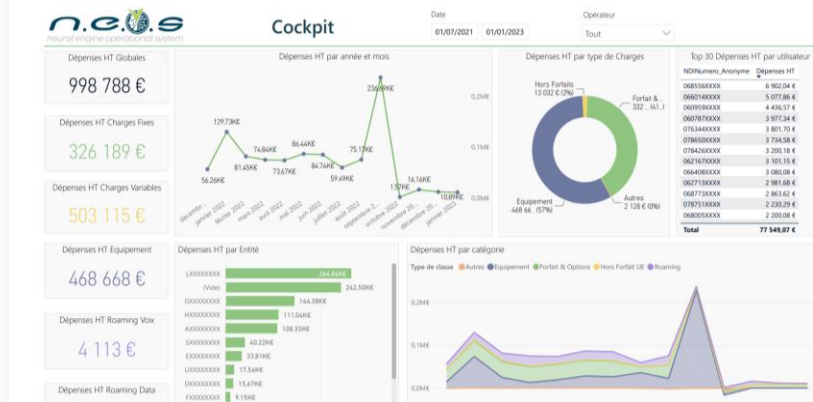 n.e.o.s
neural engine operational system
Cockpit
Date
01/07/2021 01/01/2023
Opérateur
Tout
Dépenses HT Globales
998 788 €
Dépenses HT Charges Fixes
326 189 €
Dépenses HT Charges Variables
503 115 €
Dépenses HT Equipement
468 668 €
Dépenses HT Roaming Voix
4 113 €
Dépenses HT Roaming Data
Dépenses HT par année et mois
56.26K€
129.73K€
81.45K€
74.84K€
73.67K€
86.44K€
84.74K€
59.49K€
75.17K€
16.16K€
10.89K€
0,2M€
0,1M€
0,0M€
décembr...
janvier 2022
février 2022
mars 2022
avril 2022
mai 2022
juin 2022
juillet 2022
août 2022
septembre 2...
octobre 2022
novembre 20...
décembre 20...
janvier 2023
Dépenses HT par type de Charges
Hors Forfaits
13 032 € (2%)
Forfait &...
332 ... (41...)
Equipement
468 66... (57%)
Autres
2 128 € (0%)
Top 30 Dépenses HT par utilisateur
NDINumero_Anonyme Dépenses HT
068556XXXX 6 902,04 €
066014XXXX 5 077,86 €
060959XXXX 4 436,57 €
060787XXXX 3 977,34 €
076344XXXX 3 801,70 €
078650XXXX 3 734,58 €
078426XXXX 3 200,18 €
062167XXXX 3 101,15 €
066408XXXX 3 080,08 €
062713XXXX 2 981,68 €
068773XXXX 2 863,62 €
078751XXXX 2 230,29 €
068005XXXX 2 200,08 €
Total 77 549,07 €
Dépenses HT par Entité
LXXXXXXXX 264.84K€
(Vide) 242.50K€
GXXXXXXXX 144.38K€
HXXXXXXXX 111.04K€
AXXXXXXXX 108.35K€
SXXXXXXXX 40.22K€
EXXXXXXXX 33.81K€
UXXXXXXXX 17.56K€
DXXXXXXXX 15.67K€
FXXXXXXXX 9.15K€
Dépenses HT par catégorie
Type de classe Autres Equipement Forfait & Options Hors Forfait UE Roaming
0,2M€
0,1M€
0,0M€